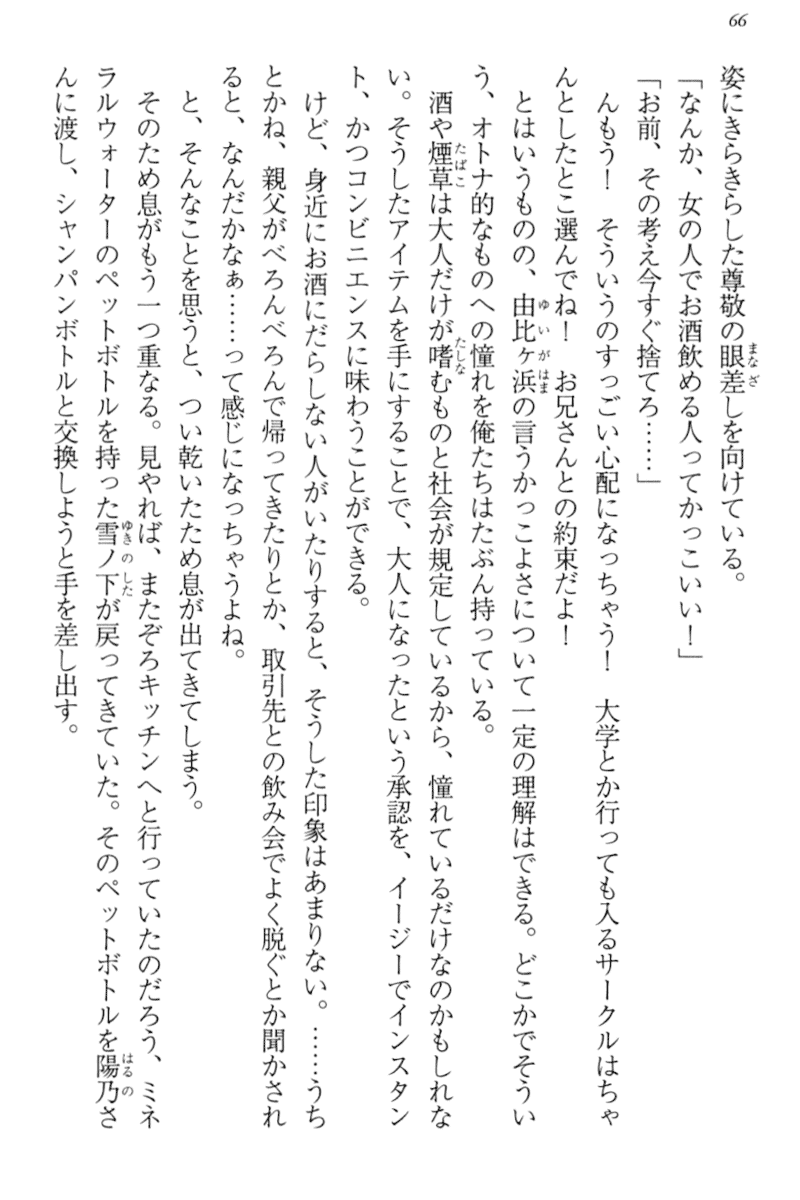 66
姿にきらきらした尊敬の眼差しを向けている。
「なんか、女の人でお酒飲める人ってかっこいい！」
「お前、その考え今すぐ捨てろ……」
　んもう！　そういうのすっごい心配になっちゃう！　大学とか行っても入るサークルはちゃ
んとしたとこ選んでね！　お兄さんとの約束だよ！
　とはいうものの、由比ヶ浜の言うかっこよさについて一定の理解はできる。どこかでそうい
う、オトナ的なものへの憧れを俺たちはたぶん持っている。
　酒や煙草は大人だけが嗜むものと社会が規定しているから、憧れているだけなのかもしれな
い。そうしたアイテムを手にすることで、大人になったという承認を、イージーでインスタン
ト、かつコンビニエンスに味わうことができる。
　けど、身近にお酒にだらしない人がいたりすると、そうした印象はあまりない。……うち
とかね、親父がべろんべろんで帰ってきたりとか、取引先との飲み会でよく脱ぐとか聞かされ
ると、なんだかなぁ……って感じになっちゃうよね。
　と、そんなことを思うと、つい乾いたため息が出てきてしまう。
　そのため息がもう一つ重なる。見やれば、またぞろキッチンへと行っていたのだろう、ミネ
ラルウォーターのペットボトルを持った雪ノ下が戻ってきていた。そのペットボトルを陽乃さ
んに渡し、シャンパンボトルと交換しようと手を差し出す。